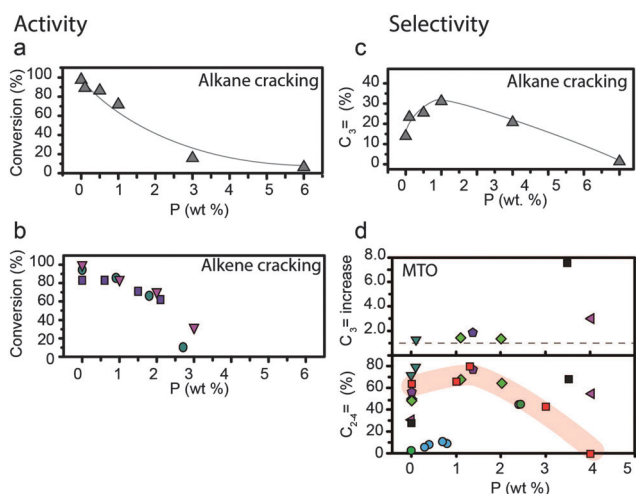 Activity
a
Conversion (%)
100
80
60
40
20
0
Alkane cracking
0 1.0 2 3 4 5 6
P (wt %)
b
Conversion (%)
100
80
60
40
20
0
Alkene cracking
0 1.0 2 3 4 5 6
P (wt %)
Selectivity
c
C3= (%)
40
30
20
10
0
Alkane cracking
0 1.0 2 3 4 5 6
P (wt. %)
d
C3= increase
8.0
6.0
4.0
2.0
MTO
C2-4= (%)
80
60
40
20
0
0 1 2 3 4 5
P (wt %)